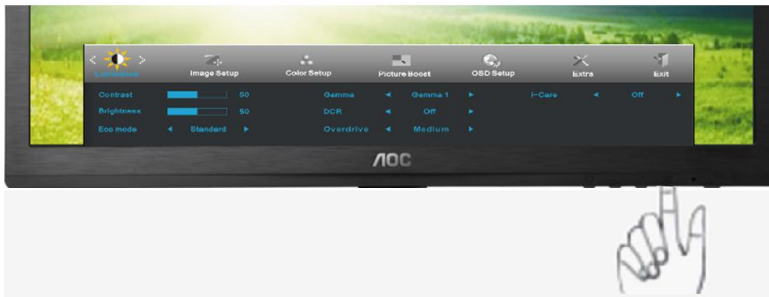 Luminance Image Setup Color Setup Picture Boost OSD Setup Extra Exit
Contrast 50 Gamma Gamma 1 i-Care Off
Brightness 50 DCR Off
Eco mode Standard Overdrive Medium
AOC